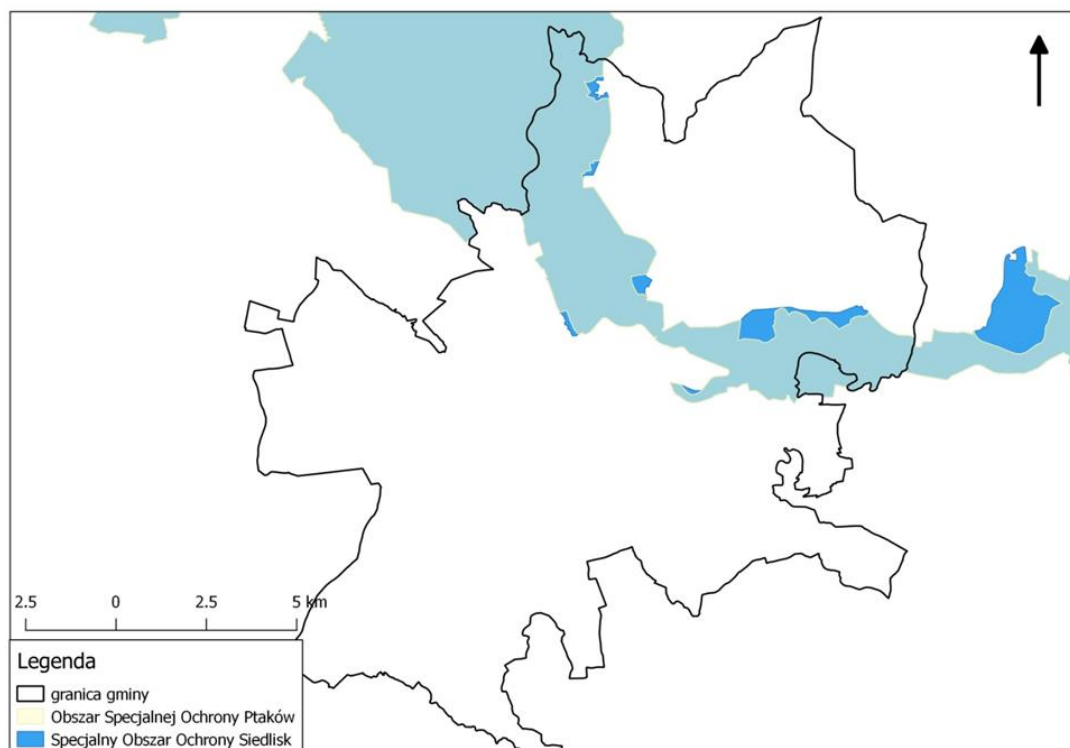 2.5 0 2.5 5 km
Legenda
granica gminy
Obszar Specjalnej Ochrony Ptaków
Specjalny Obszar Ochrony Siedlisk